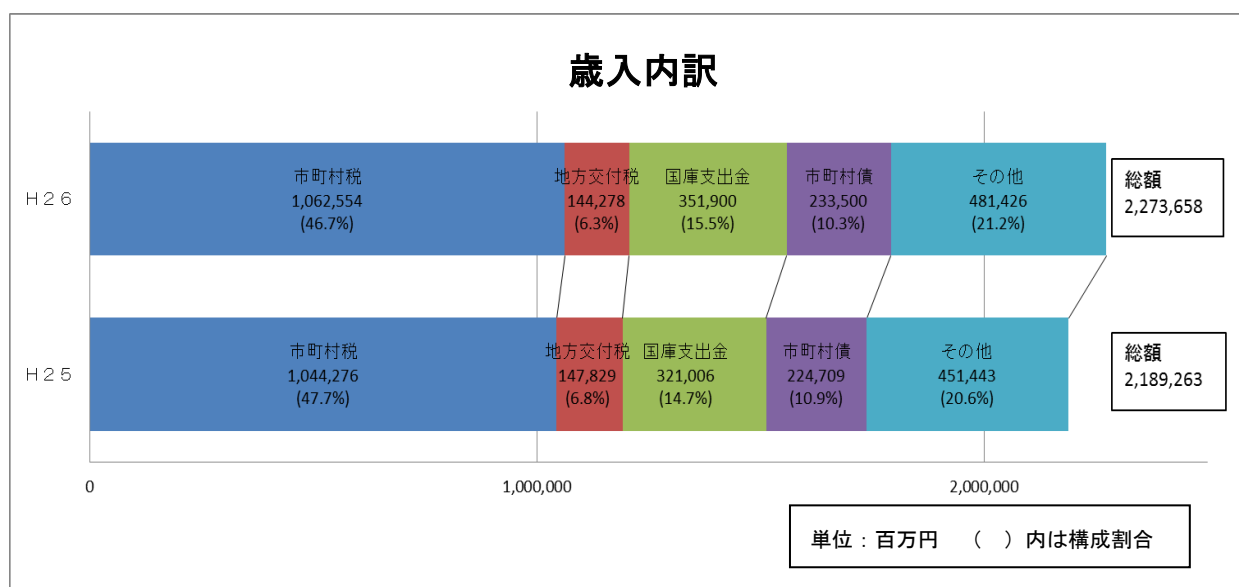 歳入内訳
H26
市町村税
1,062,554
(46.7%)
地方交付税
144,278
(6.3%)
国庫支出金
351,900
(15.5%)
市町村債
233,500
(10.3%)
その他
481,426
(21.2%)
総額
2,273,658
H25
市町村税
1,044,276
(47.7%)
地方交付税
147,829
(6.8%)
国庫支出金
321,006
(14.7%)
市町村債
224,709
(10.9%)
その他
451,443
(20.6%)
総額
2,189,263
0 1,000,000 2,000,000
単位:百万円 ( )内は構成割合